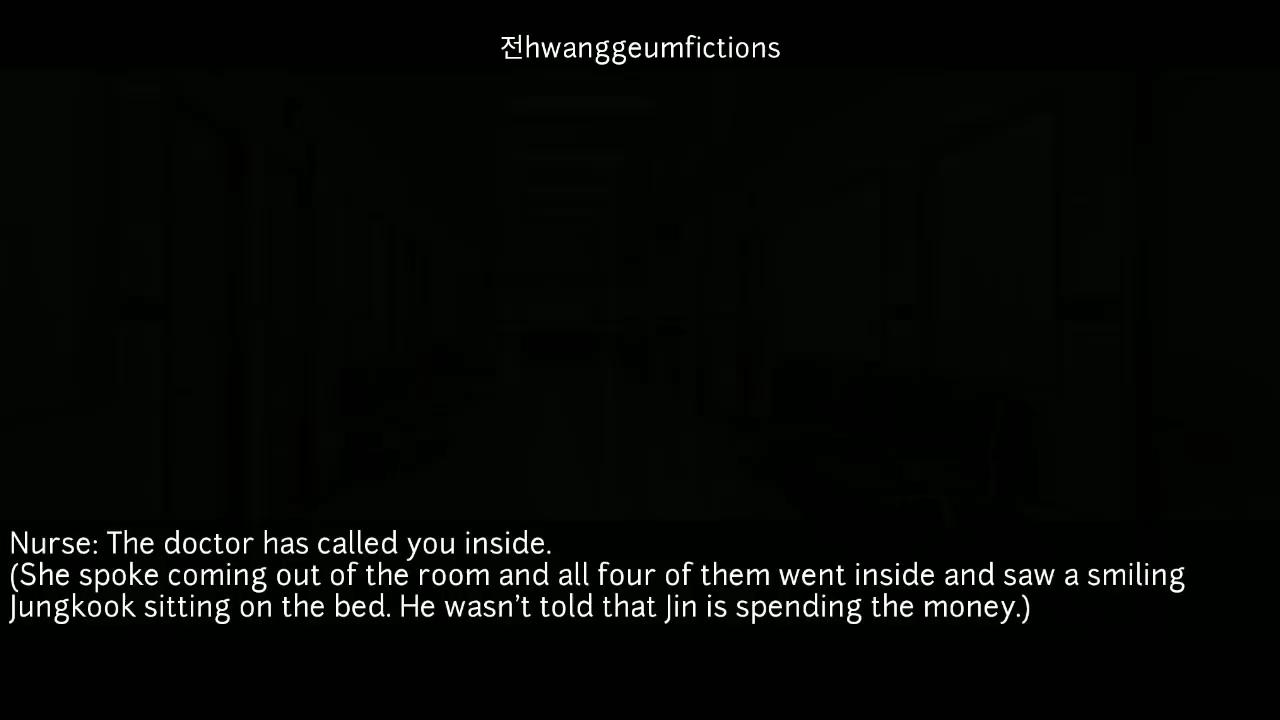 전hwanggeumfictions
Nurse: The doctor has called you inside.
(She spoke coming out of the room and all four of them went inside and saw a smiling
Jungkook sitting on the bed. He wasn’t told that Jin is spending the money.)